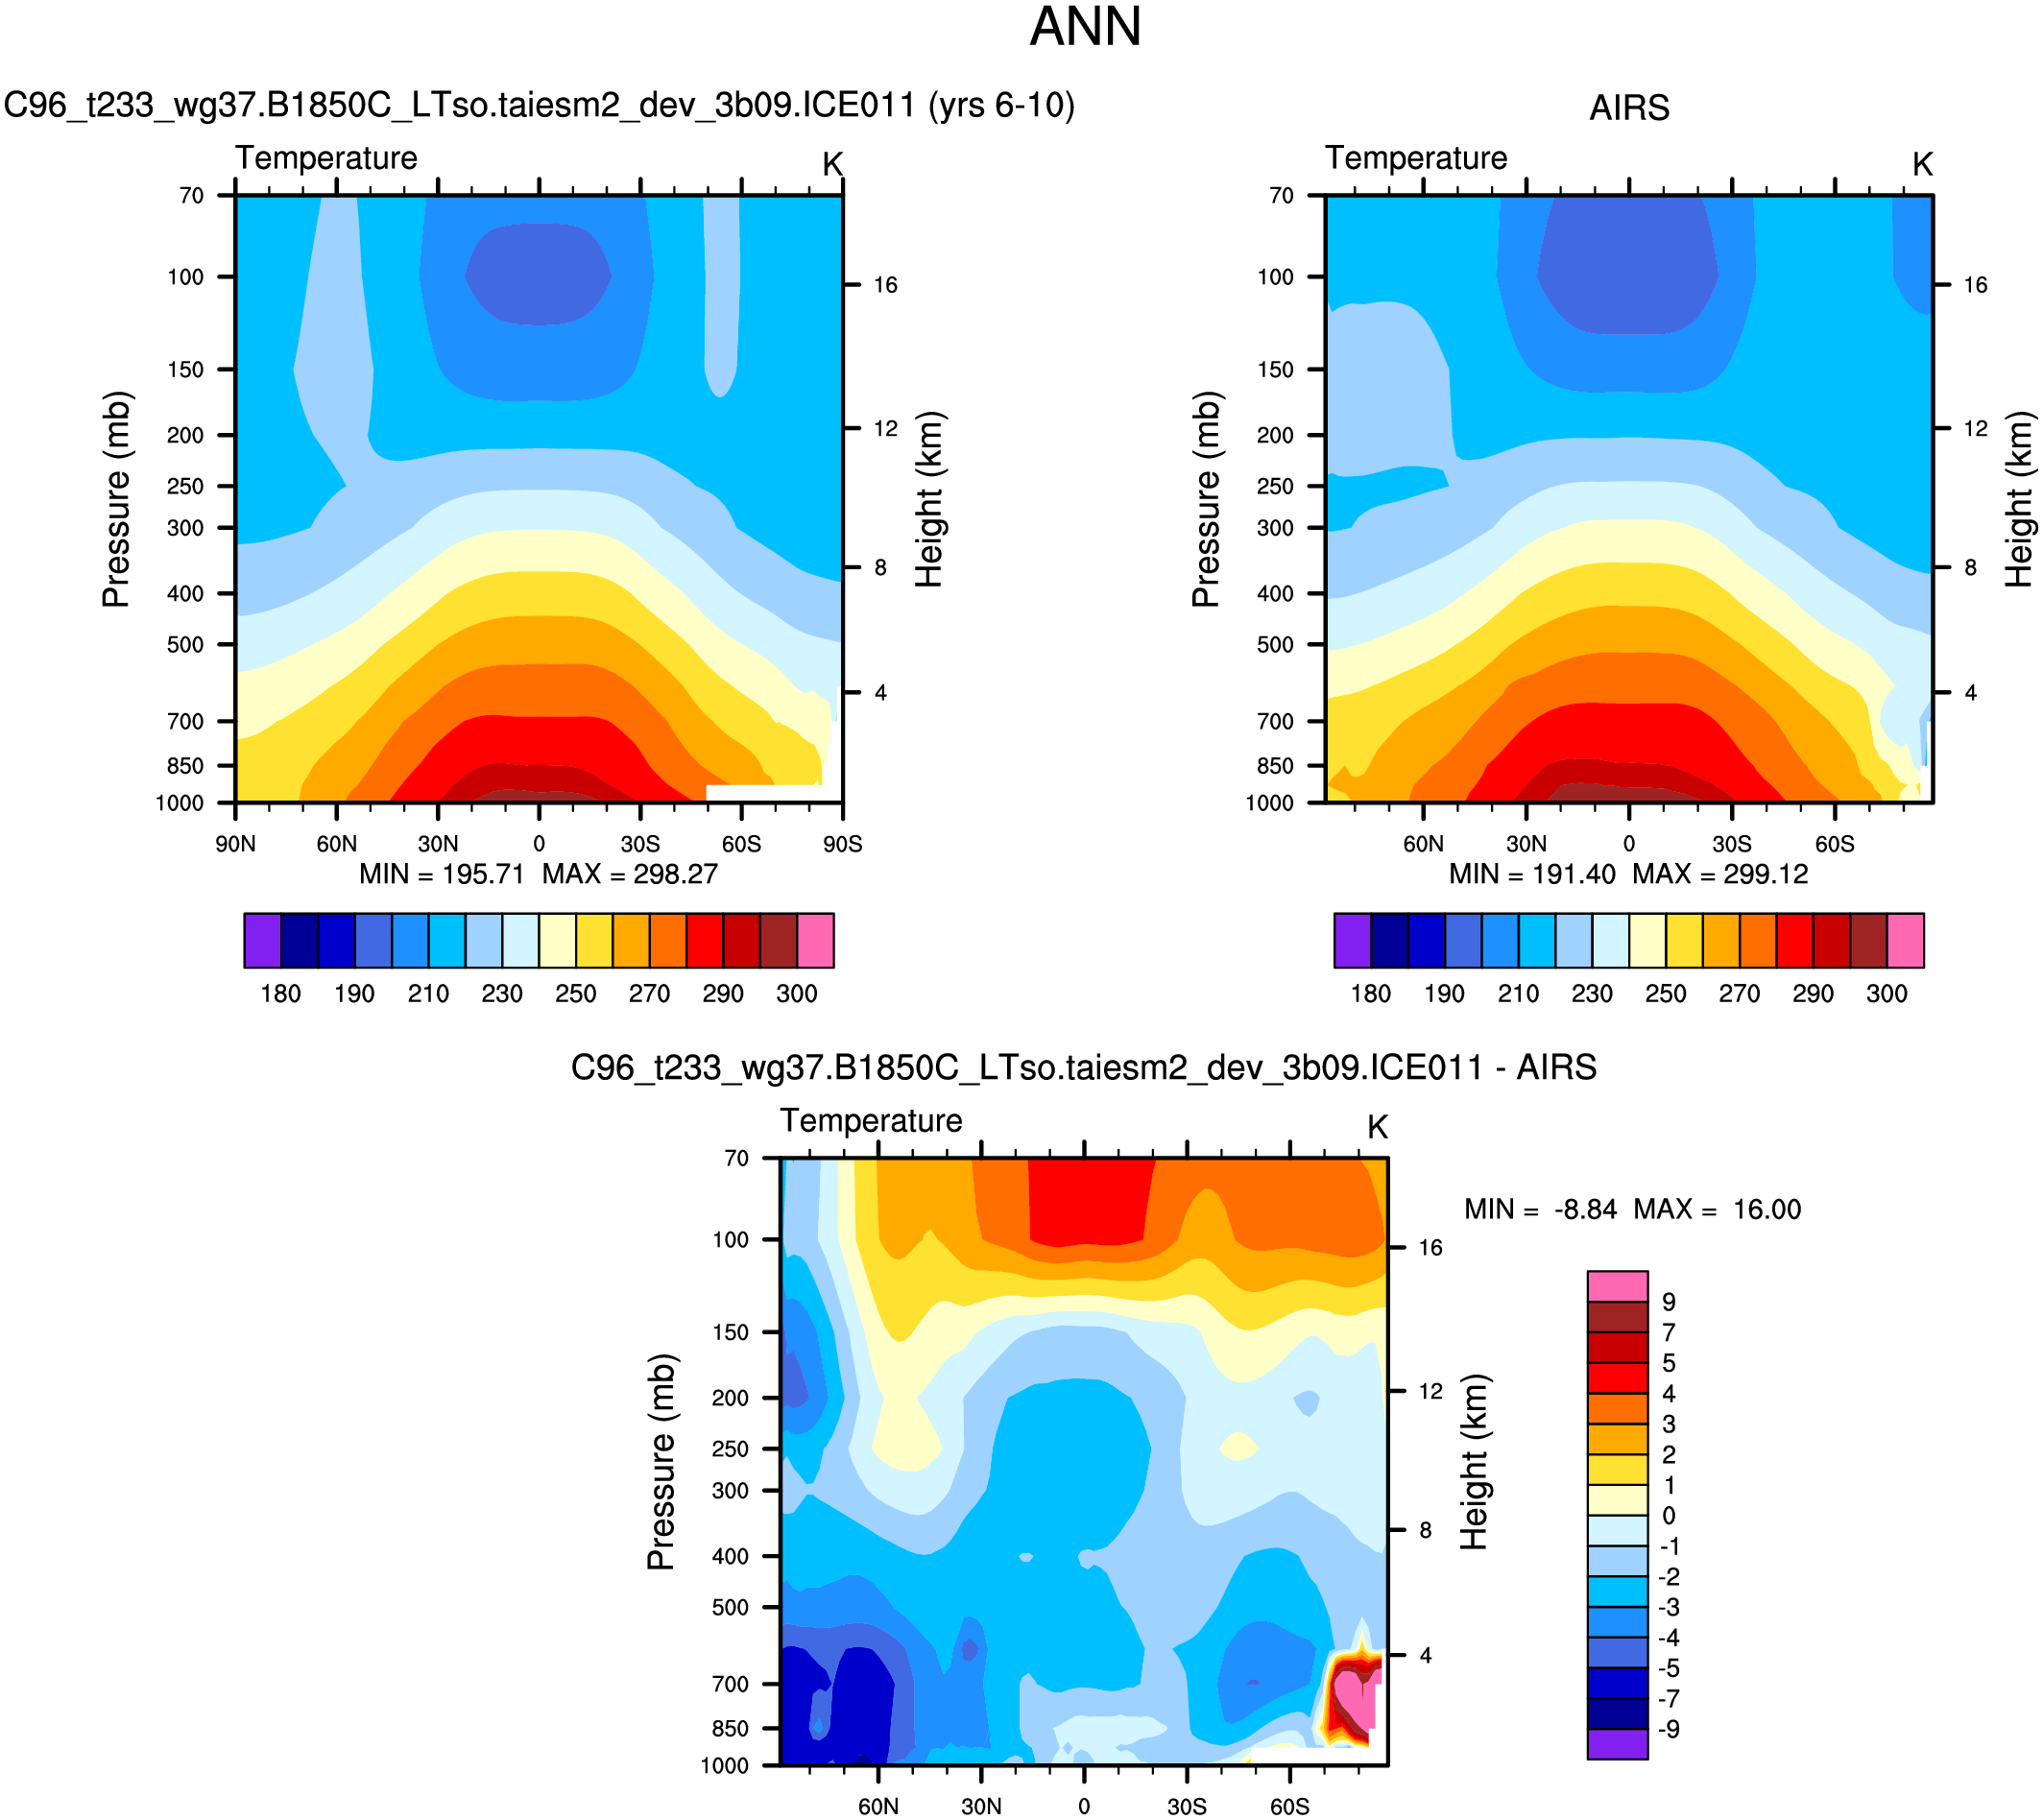 ANN
C96_t233_wg37.B1850C_LTso.taiesm2_dev_3b09.ICE011 (yrs 6-10)
Temperature K
70
100
150
200
250
300
400
500
700
850
1000
Pressure (mb)
16
12
8
4
Height (km)
90N 60N 30N 0 30S 60S 90S
MIN = 195.71 MAX = 298.27
180 190 210 230 250 270 290 300
AIRS
Temperature K
70
100
150
200
250
300
400
500
700
850
1000
Pressure (mb)
16
12
8
4
Height (km)
60N 30N 0 30S 60S
MIN = 191.40 MAX = 299.12
180 190 210 230 250 270 290 300
C96_t233_wg37.B1850C_LTso.taiesm2_dev_3b09.ICE011 - AIRS
Temperature K
70
100
150
200
250
300
400
500
700
850
1000
Pressure (mb)
16
12
8
4
Height (km)
60N 30N 0 30S 60S
MIN = -8.84 MAX = 16.00
9
7
5
4
3
2
1
0
-1
-2
-3
-4
-5
-7
-9